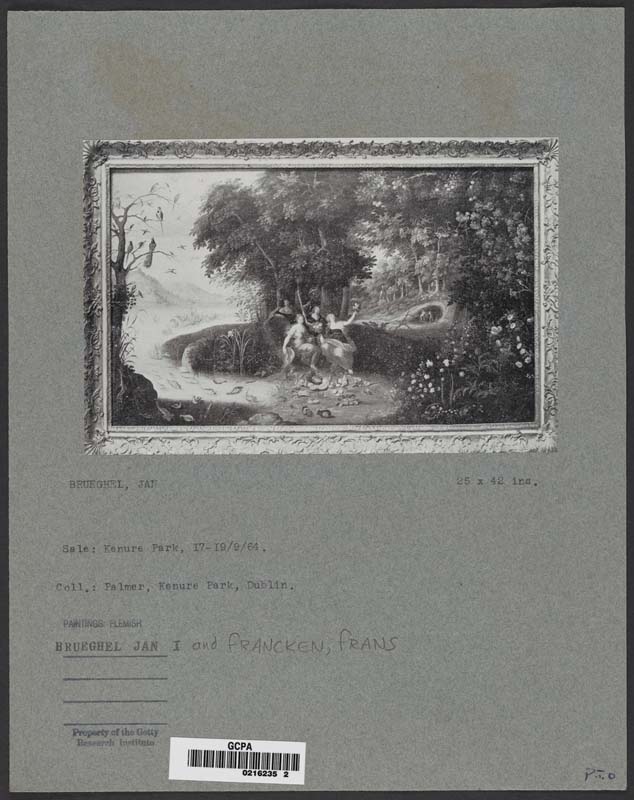 BRUEGHEL, JAN
25 x 42 ins.
Sale: Kenure Park, 17-19/9/64.
Coll.: Palmer, Kenure Park, Dublin.
PAINTINGS: FLEMISH
BRUEGHEL JAN I and FRANCKEN, FRANS
Property of the Getty
Research Institute
GCPA
0216235 2
P.T.O